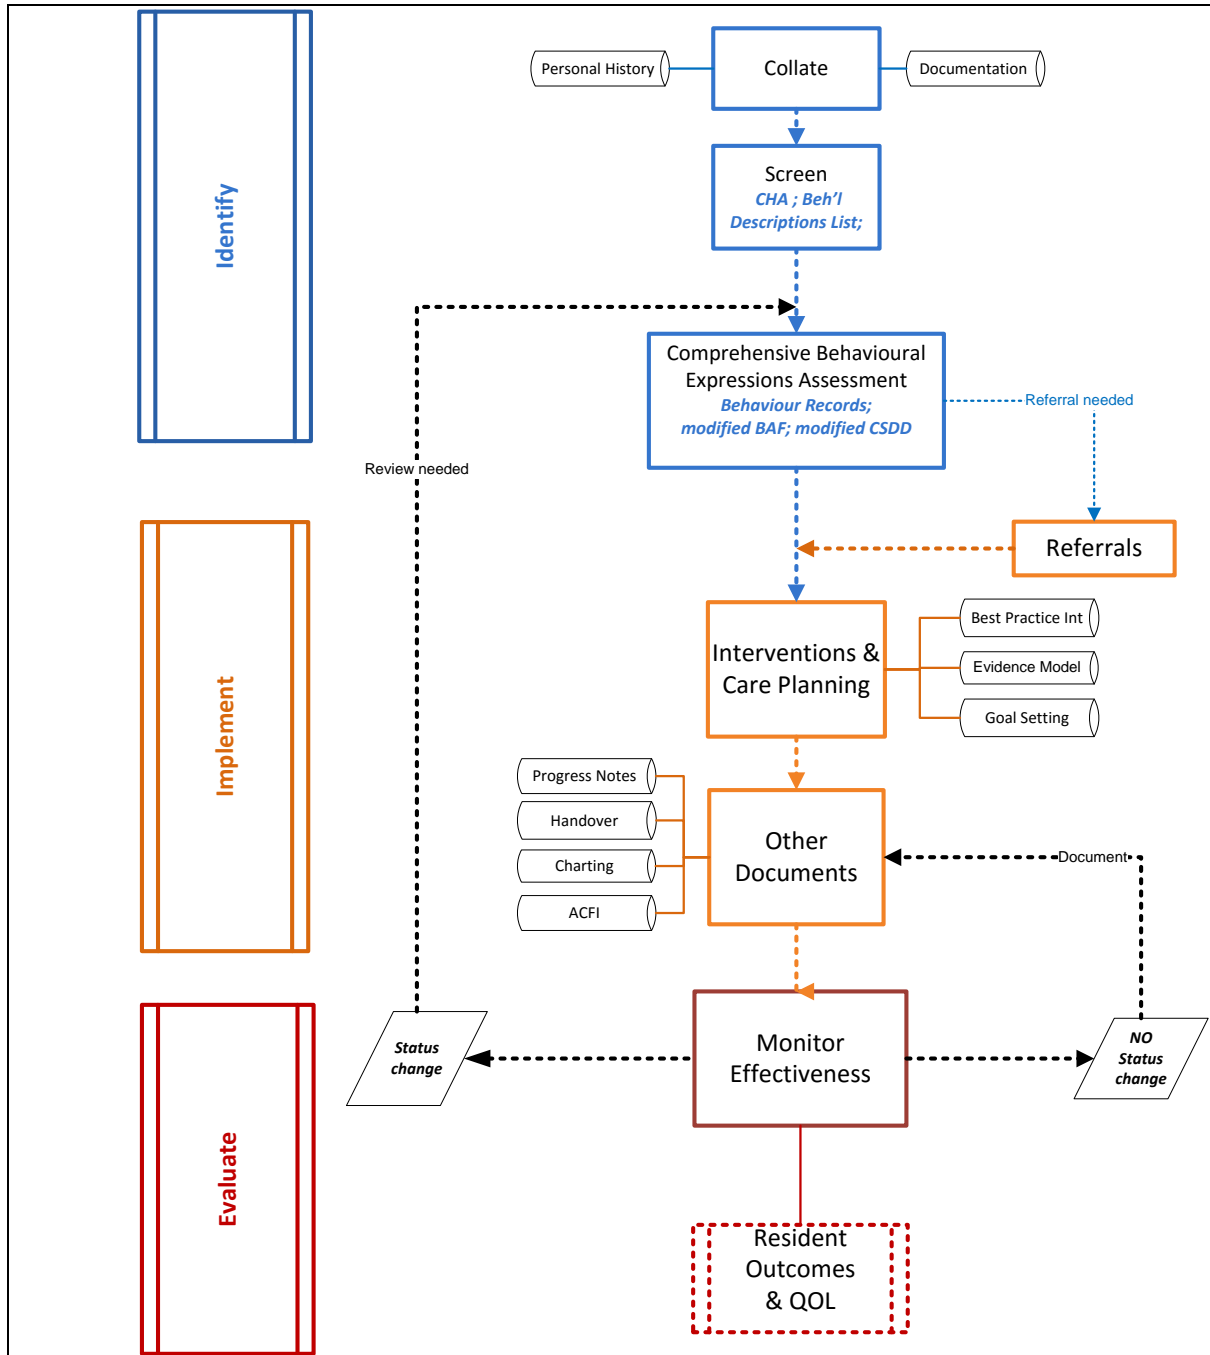 Identify
Personal History
Collate
Documentation
Screen
CHA ; Beh'l
Descriptions List;
Comprehensive Behavioural
Expressions Assessment
Behaviour Records;
modified BAF; modified CSDD
Referral needed
Review needed
Implement
Referrals
Interventions &
Care Planning
Best Practice Int
Evidence Model
Goal Setting
Progress Notes
Handover
Charting
ACFI
Other
Documents
Document
Evaluate
Status
change
Monitor
Effectiveness
NO
Status
change
Resident
Outcomes
& QOL